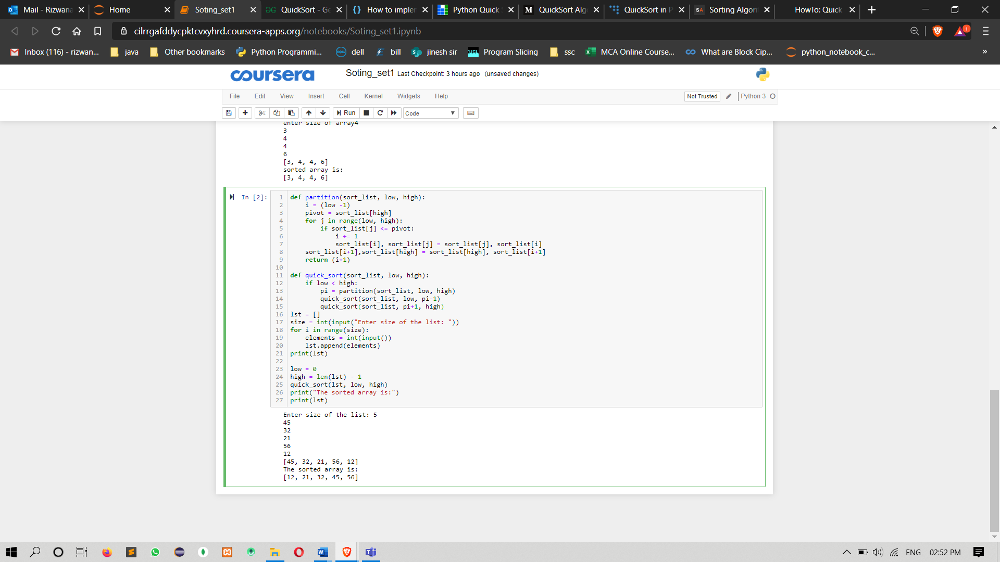 Mail - Rizwana
Home
Soting_set1
QuickSort - Ge
How to implem
Python Quick
QuickSort Algo
QuickSort in P
SA Sorting Algori
HowTo: Quick
cilrrgafddycpktcvxyhrd.coursera-apps.org/notebooks/Soting_set1.ipynb
1
Inbox (116) - rizwan...
java
Other bookmarks
Python Programmi...
dell
bill
jinesh sir
Program Slicing
ssc
MCA Online Course...
What are Block Cip...
python_notebook_c...
»
coursera
Soting_set1 Last Checkpoint: 3 hours ago (unsaved changes)
File Edit View Insert Cell Kernel Widgets Help
Not Trusted
Python 3
Run
Code
enter size of array4
3
4
4
6
[3, 4, 4, 6]
sorted array is:
[3, 4, 4, 6]
In [2]:
1 def partition(sort_list, low, high):
2     i = (low -1)
3     pivot = sort_list[high]
4     for j in range(low, high):
5         if sort_list[j] <= pivot:
6             i += 1
7             sort_list[i], sort_list[j] = sort_list[j], sort_list[i]
8     sort_list[i+1],sort_list[high] = sort_list[high], sort_list[i+1]
9     return (i+1)
10
11 def quick_sort(sort_list, low, high):
12     if low < high:
13         pi = partition(sort_list, low, high)
14         quick_sort(sort_list, low, pi-1)
15         quick_sort(sort_list, pi+1, high)
16 lst = []
17 size = int(input("Enter size of the list: "))
18 for i in range(size):
19     elements = int(input())
20     lst.append(elements)
21 print(lst)
22
23 low = 0
24 high = len(lst) - 1
25 quick_sort(lst, low, high)
26 print("The sorted array is:")
27 print(lst)
Enter size of the list: 5
45
32
21
56
12
[45, 32, 21, 56, 12]
The sorted array is:
[12, 21, 32, 45, 56]
ENG 02:52 PM